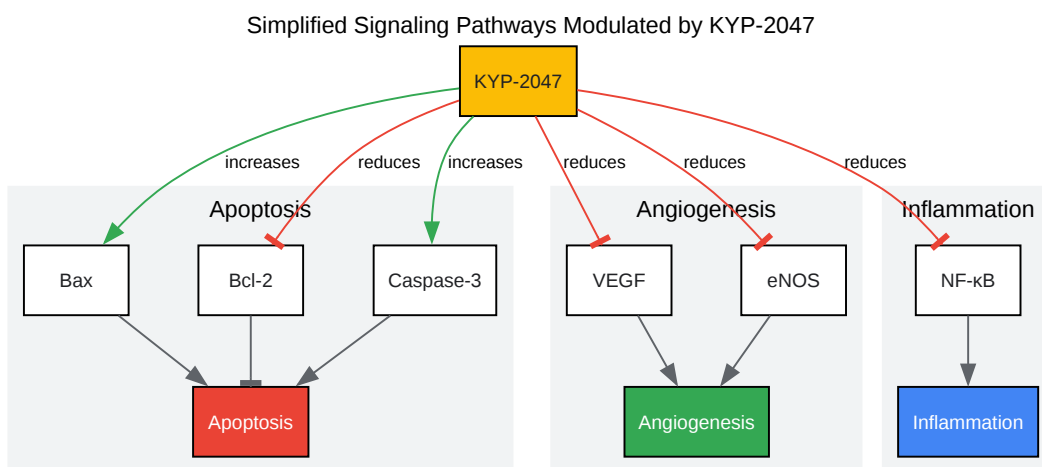 Simplified Signaling Pathways Modulated by KYP-2047
KYP-2047
increases
reduces
increases
reduces
reduces
reduces
Apoptosis
Angiogenesis
Inflammation
Bax
Bcl-2
Caspase-3
VEGF
eNOS
NF-κB
Apoptosis
Angiogenesis
Inflammation